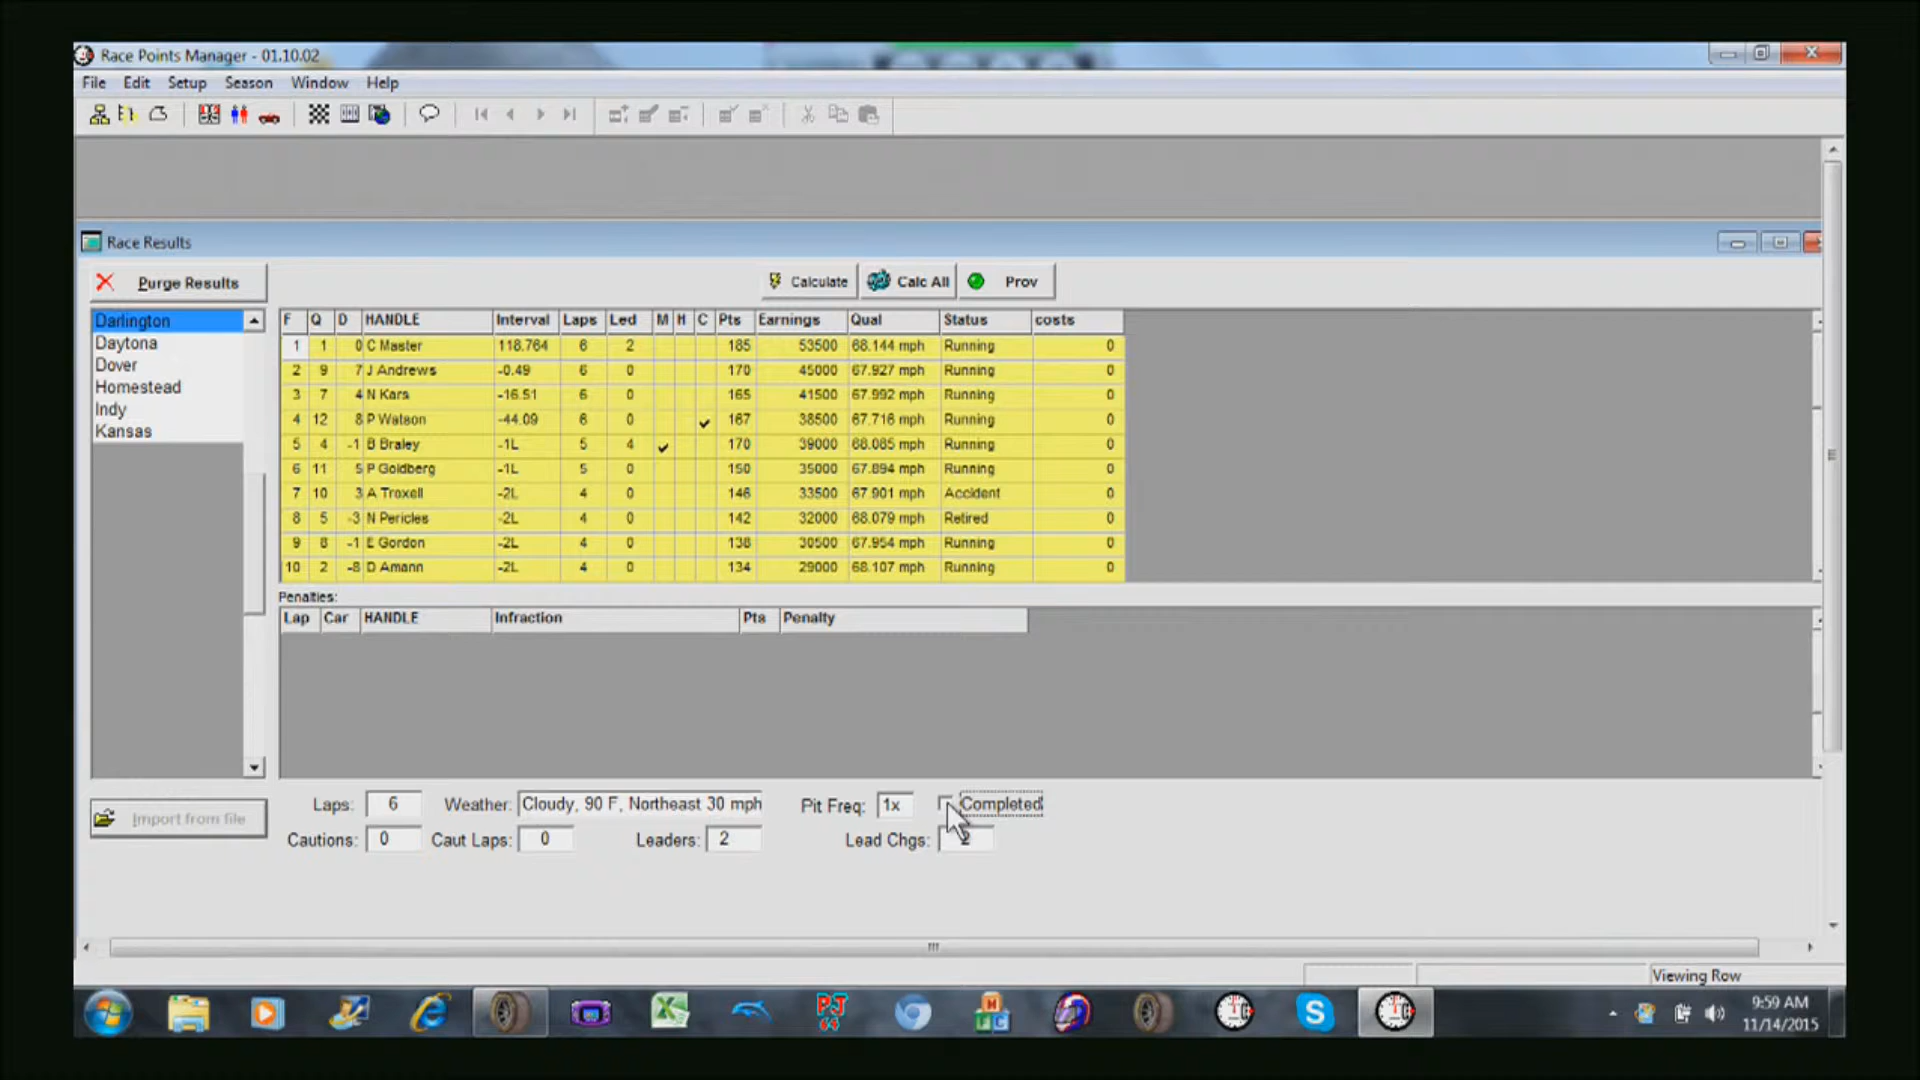 Race Points Manager - 01.10.02
File Edit Setup Season Window Help
Race Results
Purge Results
Calculate Calc All Prov
Darlington
Daytona
Dover
Homestead
Indy
Kansas
F Q D HANDLE Interval Laps Led M H C Pts Earnings Qual Status costs
1 1 0 C Master 118.764 6 2 185 53500 68.144 mph Running 0
2 9 7 J Andrews -0.49 6 0 170 45000 67.927 mph Running 0
3 7 4 N Kars -16.51 6 0 165 41500 67.992 mph Running 0
4 12 8 P Watson -44.09 6 0 ✓ 167 38500 67.716 mph Running 0
5 4 -1 B Braley -1L 5 4 ✓ 170 39000 68.085 mph Running 0
6 11 5 P Goldberg -1L 5 0 150 35000 67.894 mph Running 0
7 10 3 A Troxell -2L 4 0 146 33500 67.901 mph Accident 0
8 5 -3 N Pericles -2L 4 0 142 32000 68.079 mph Retired 0
9 8 -1 E Gordon -2L 4 0 138 30500 67.954 mph Running 0
10 2 -8 D Amann -2L 4 0 134 29000 68.107 mph Running 0
Penalties:
Lap Car HANDLE Infraction Pts Penalty
Import from file
Laps: 6 Weather: Cloudy, 90 F, Northeast 30 mph Pit Freq: 1x Completed
Cautions: 0 Caut Laps: 0 Leaders: 2 Lead Chgs: 2
Viewing Row
PJ
64
9:59 AM
11/14/2015